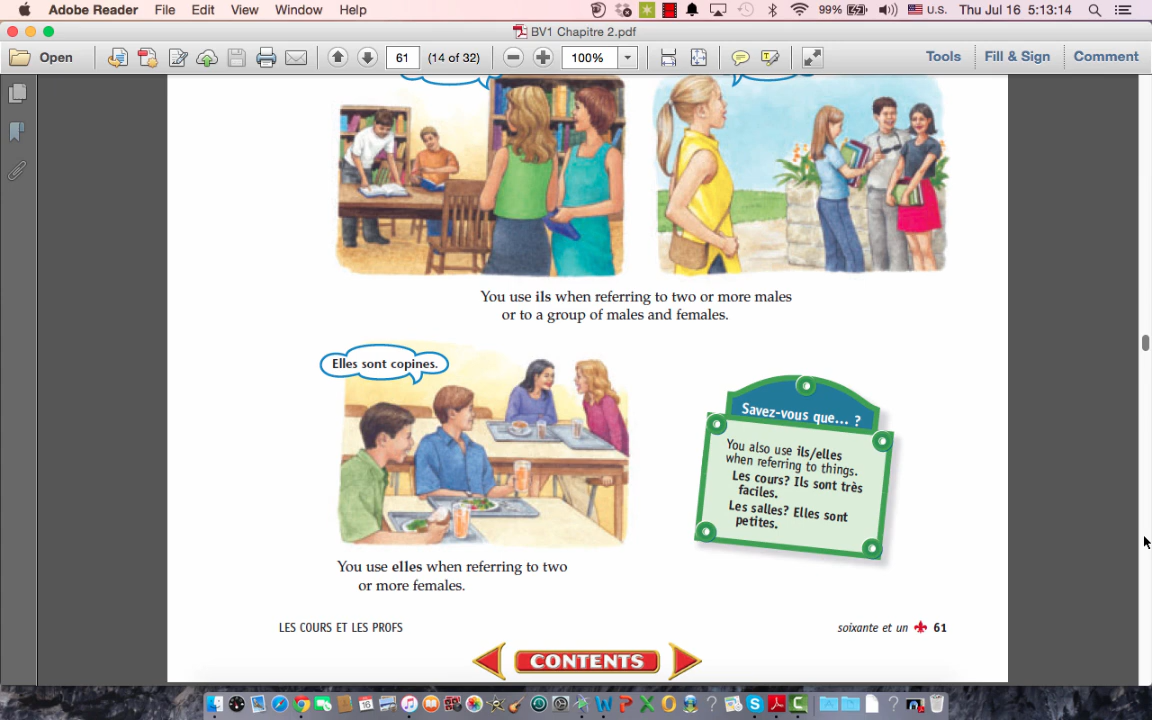 Adobe Reader File Edit View Window Help 99% U.S. Thu Jul 16 5:13:14
BV1 Chapitre 2.pdf
Open 61 (14 of 32) 100% Tools Fill & Sign Comment
You use ils when referring to two or more males
or to a group of males and females.
Elles sont copines.
Savez-vous que... ?
You also use ils/elles
when referring to things.
Les cours? Ils sont très
faciles.
Les salles? Elles sont
petites.
You use elles when referring to two
or more females.
LES COURS ET LES PROFS
soixante et un 61
CONTENTS